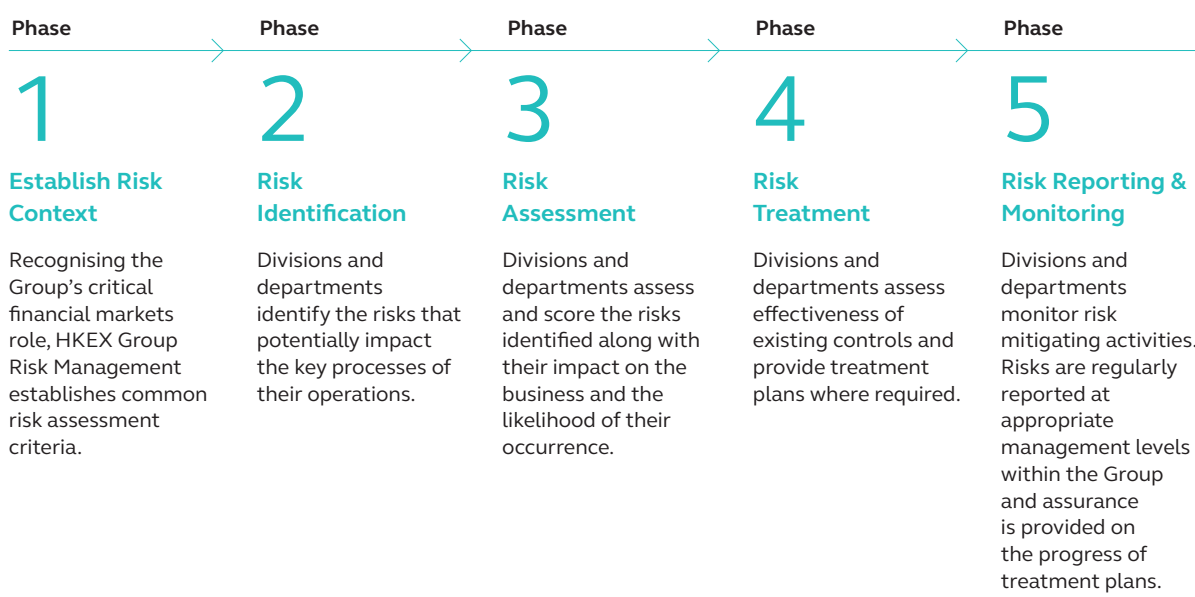 Phase
1
Establish Risk
Context
Recognising the
Group's critical
financial markets
role, HKEX Group
Risk Management
establishes common
risk assessment
criteria.
Phase
2
Risk
Identification
Divisions and
departments
identify the risks that
potentially impact
the key processes of
their operations.
Phase
3
Risk
Assessment
Divisions and
departments assess
and score the risks
identified along with
their impact on the
business and the
likelihood of their
occurrence.
Phase
4
Risk
Treatment
Divisions and
departments assess
effectiveness of
existing controls and
provide treatment
plans where required.
Phase
5
Risk Reporting &
Monitoring
Divisions and
departments
monitor risk
mitigating activities.
Risks are regularly
reported at
appropriate
management levels
within the Group
and assurance
is provided on
the progress of
treatment plans.